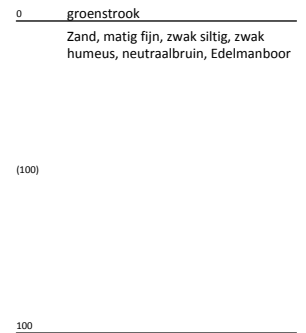 0 groenstrook
Zand, matig fijn, zwak siltig, zwak
humeus, neutraalbruin, Edelmanboor
(100)
100